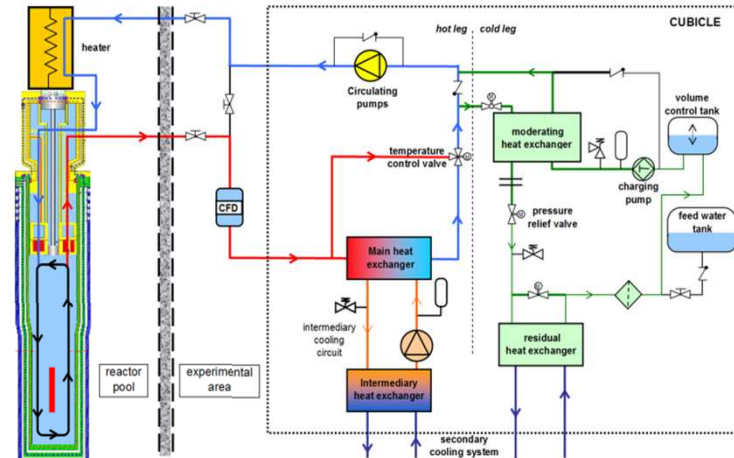 heater
hot leg
cold leg
CUBICLE
Circulating
pumps
volume
control tank
moderating
heat exchanger
temperature
control valve
charging
pump
CFD
pressure
relief valve
feed water
tank
Main heat
exchanger
intermediary
cooling
circuit
residual
heat exchanger
reactor
pool
experimental
area
Intermediary
heat exchanger
secondary
cooling system